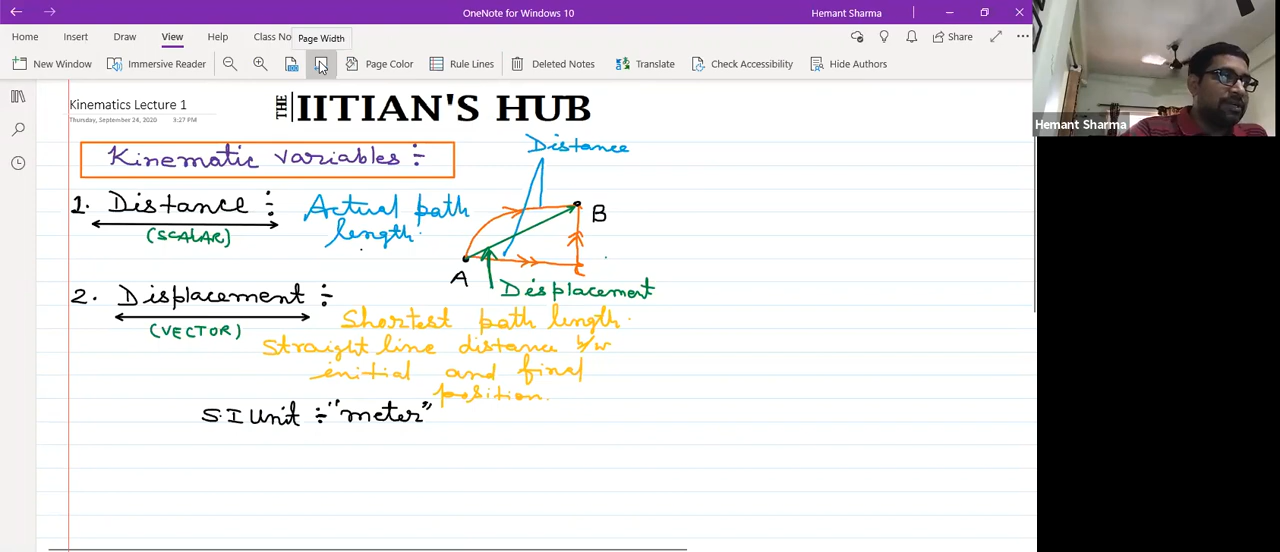 OneNote for Windows 10
Hemant Sharma
Home Insert Draw View Help Class No
Page Width
Share
New Window Immersive Reader Page Color Rule Lines Deleted Notes Translate Check Accessibility Hide Authors
Kinematics Lecture 1
Thursday, September 24, 2020 3:27 PM
THE IITIAN'S HUB
Hemant Sharma
Kinematic variables :-
Distance
1. Distance :-
(SCALAR)
Actual path
length.
A
B
C
Displacement
2. Displacement :-
(VECTOR)
Shortest path length.
Straight line distance b/w
initial and final
position.
S.I Unit :- "meter"